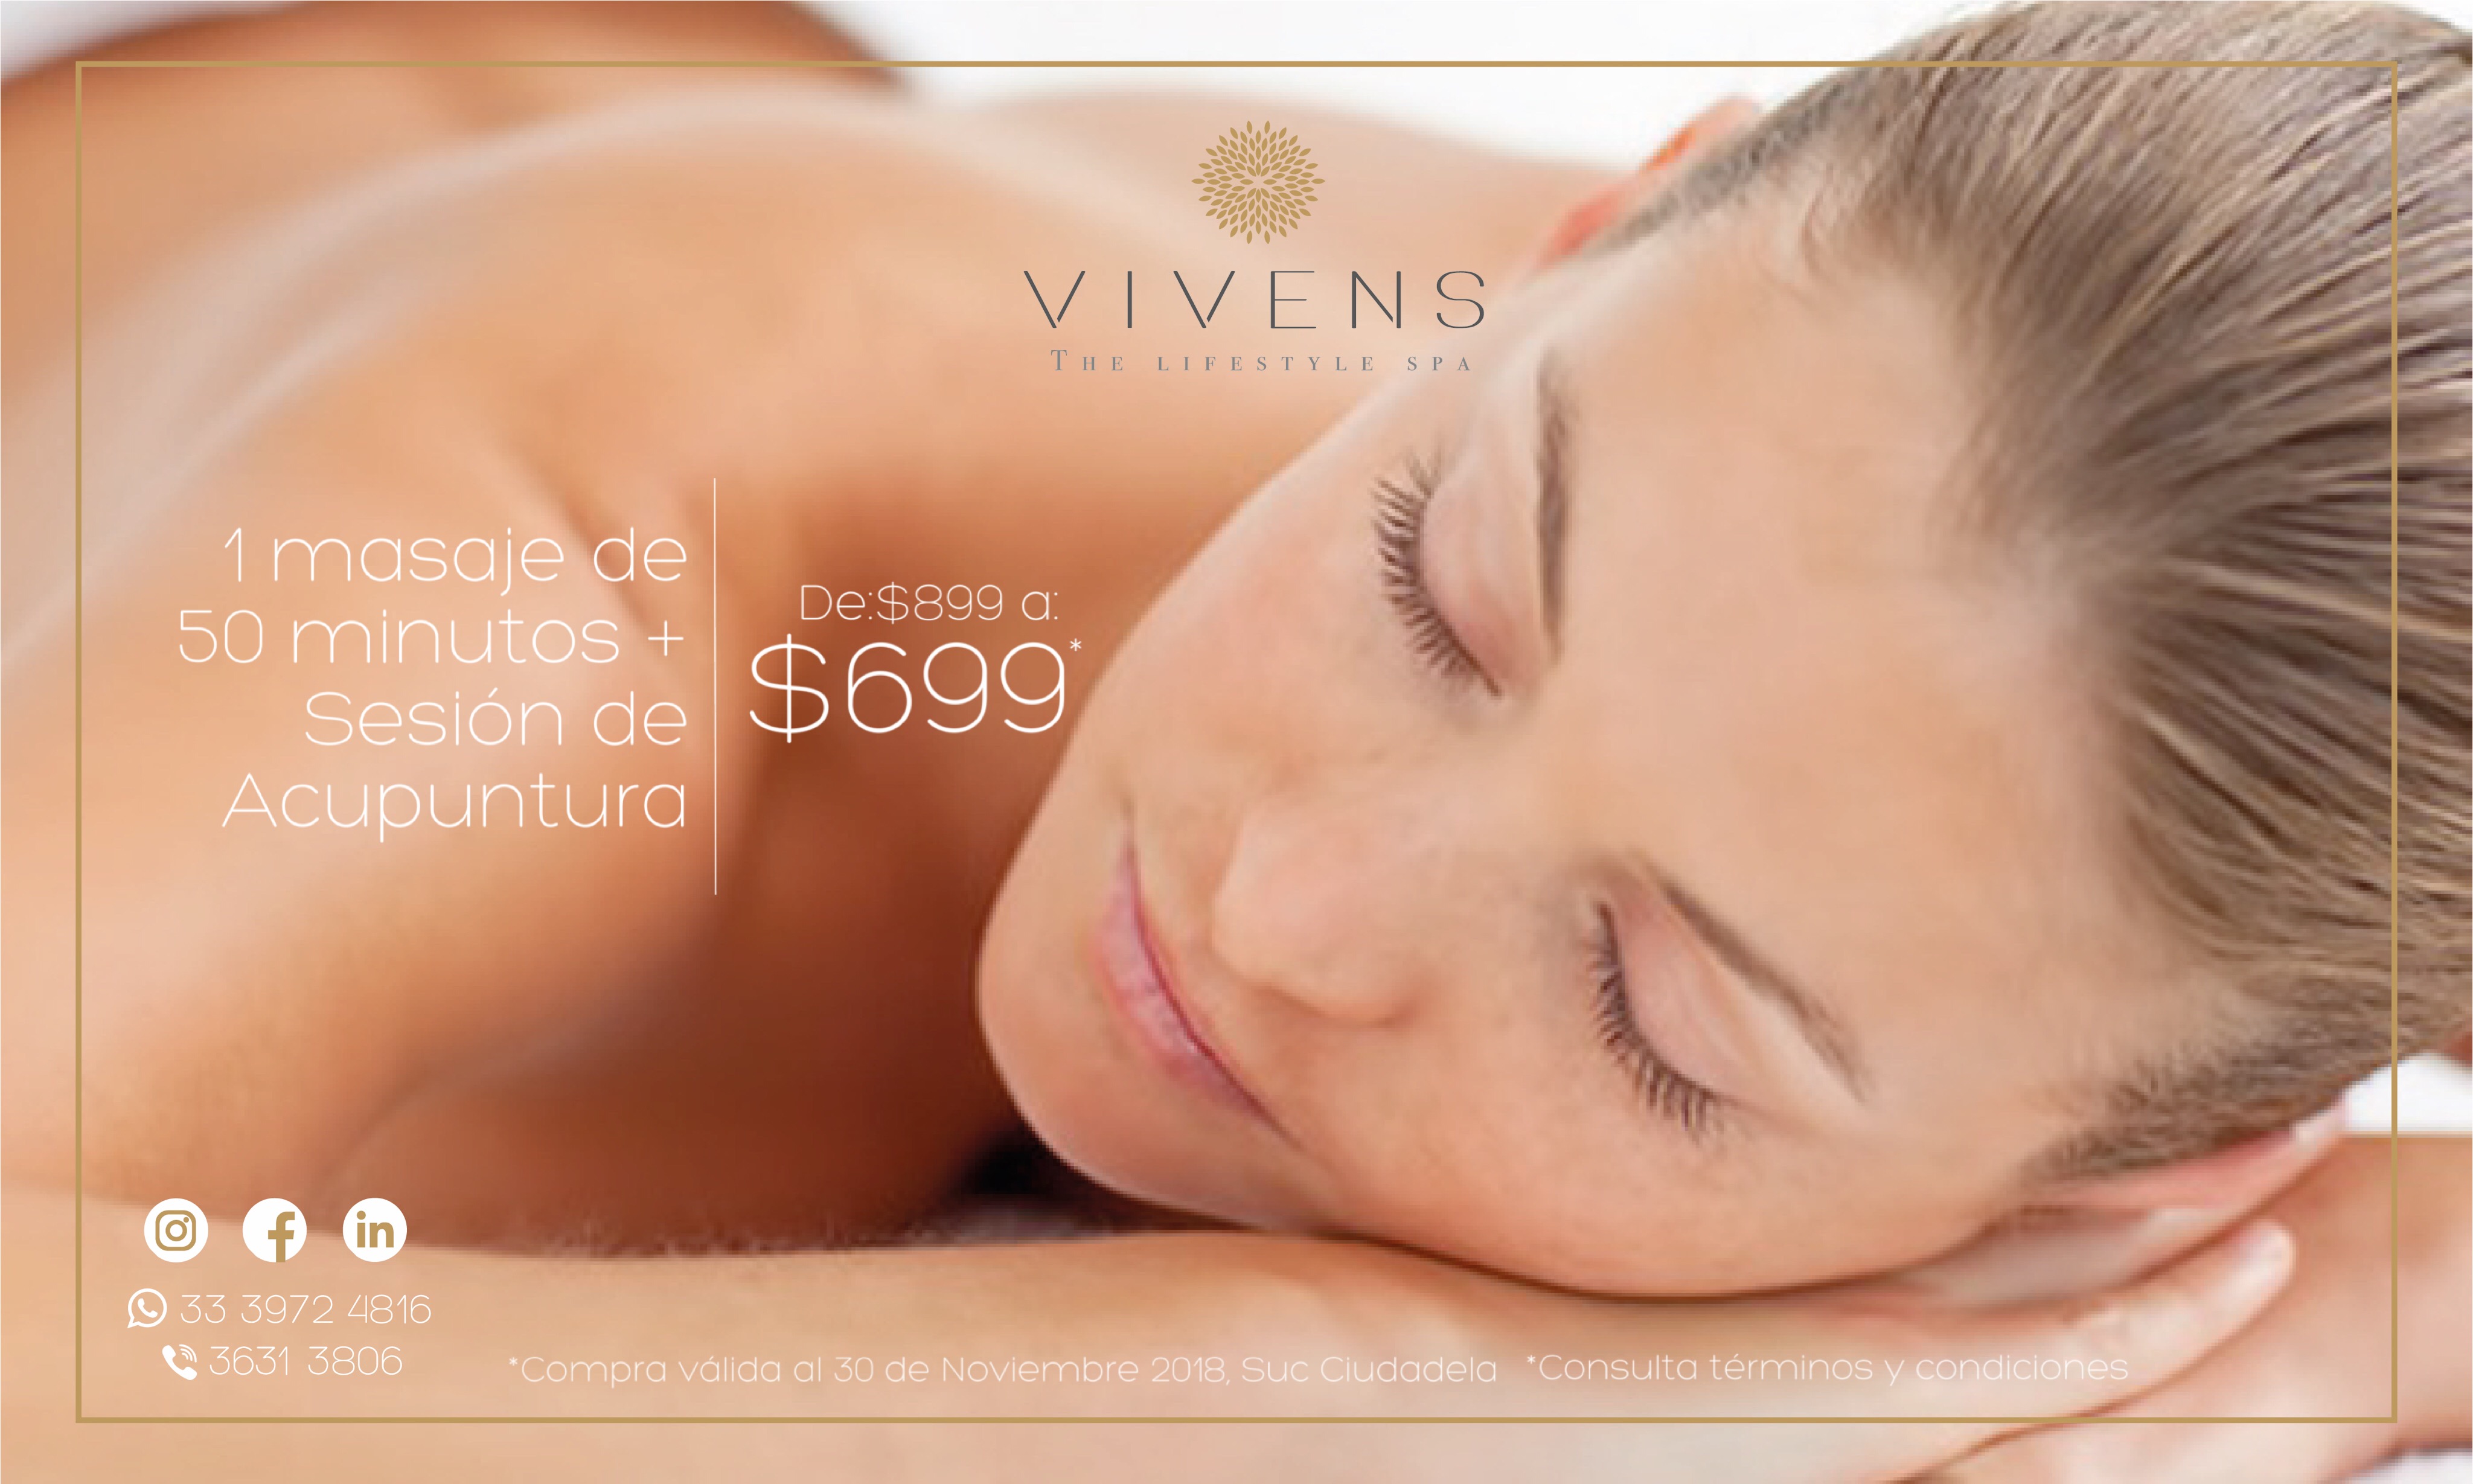 VIVENS
THE LIFESTYLE SPA
1 masaje de
50 minutos +
Sesión de
Acupuntura
De:$899 a:
$699*
33 3972 4816
3631 3806
*Compra válida al 30 de Noviembre 2018, Suc Ciudadela *Consulta términos y condiciones